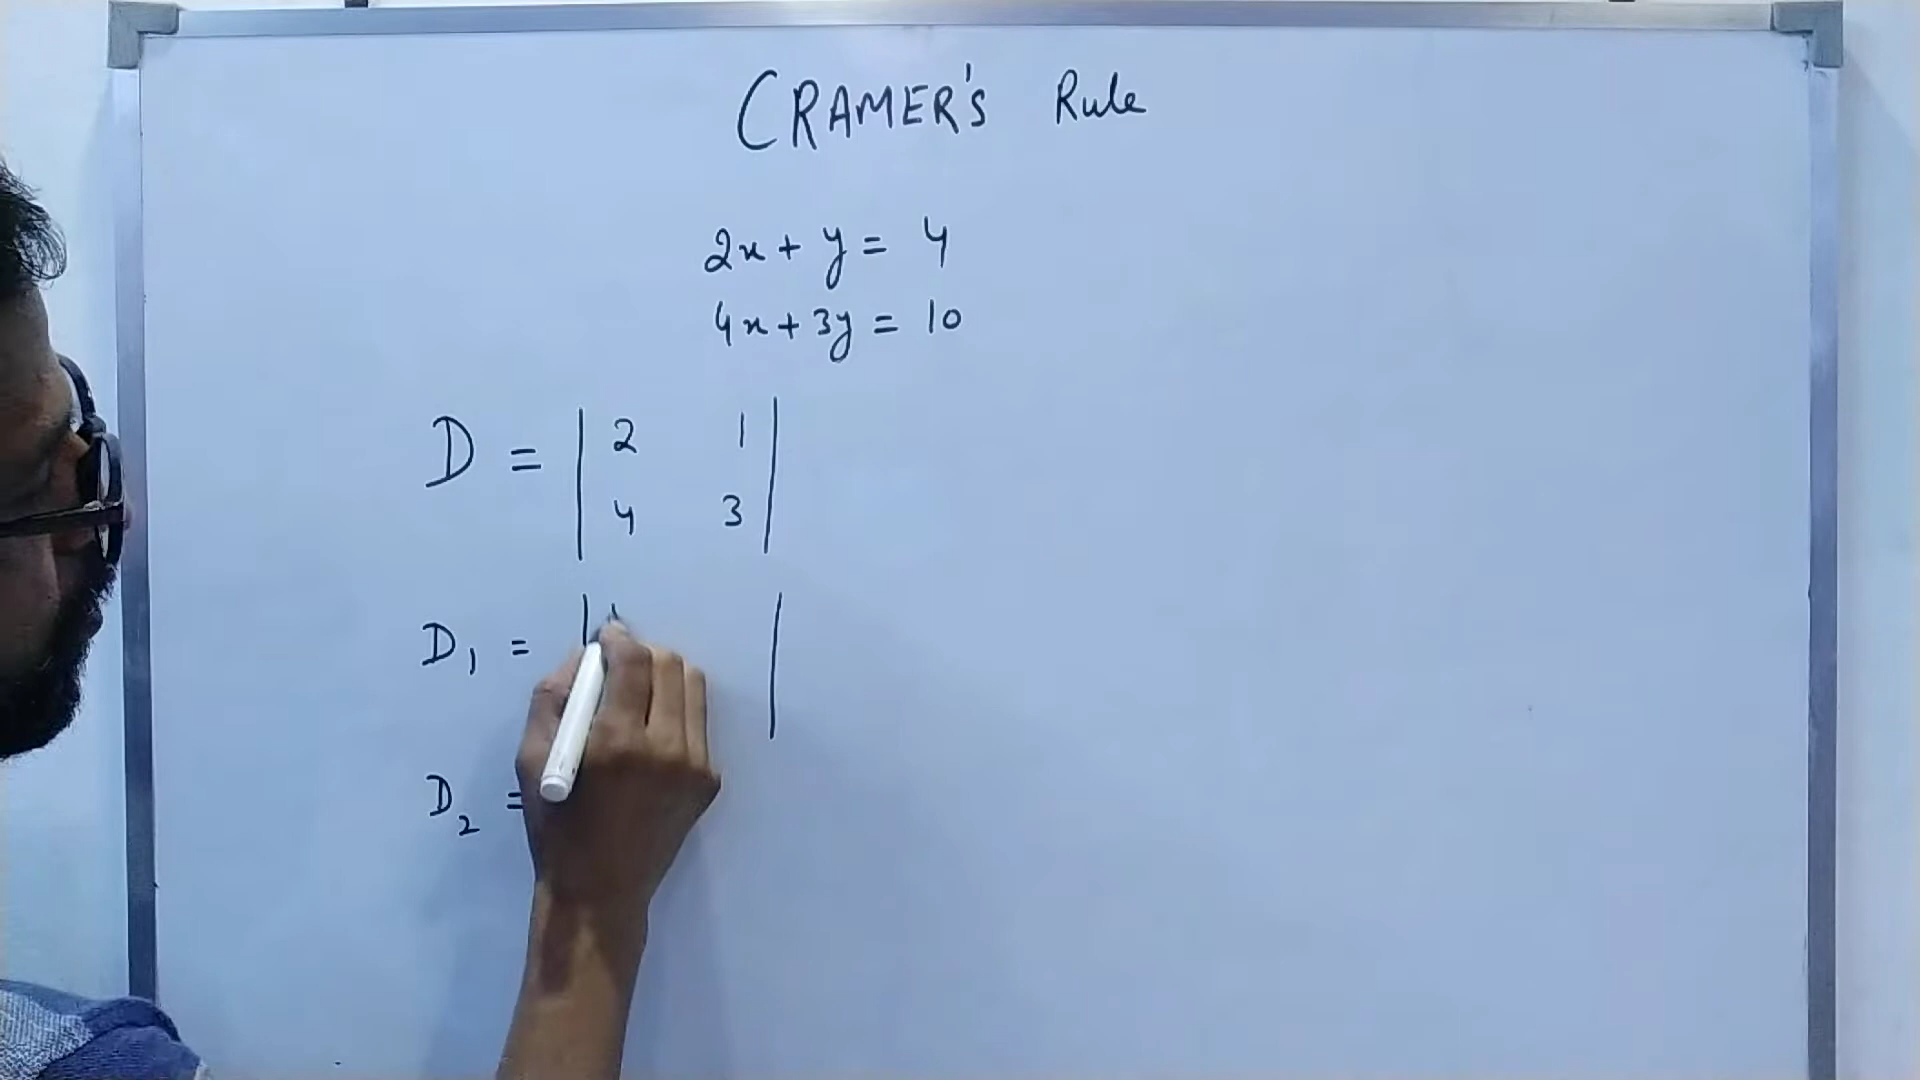 CRAMER'S Rule
2x + y = 4
4x + 3y = 10
D = | 2 1 |
| 4 3 |
D₁ = | |
D₂ =